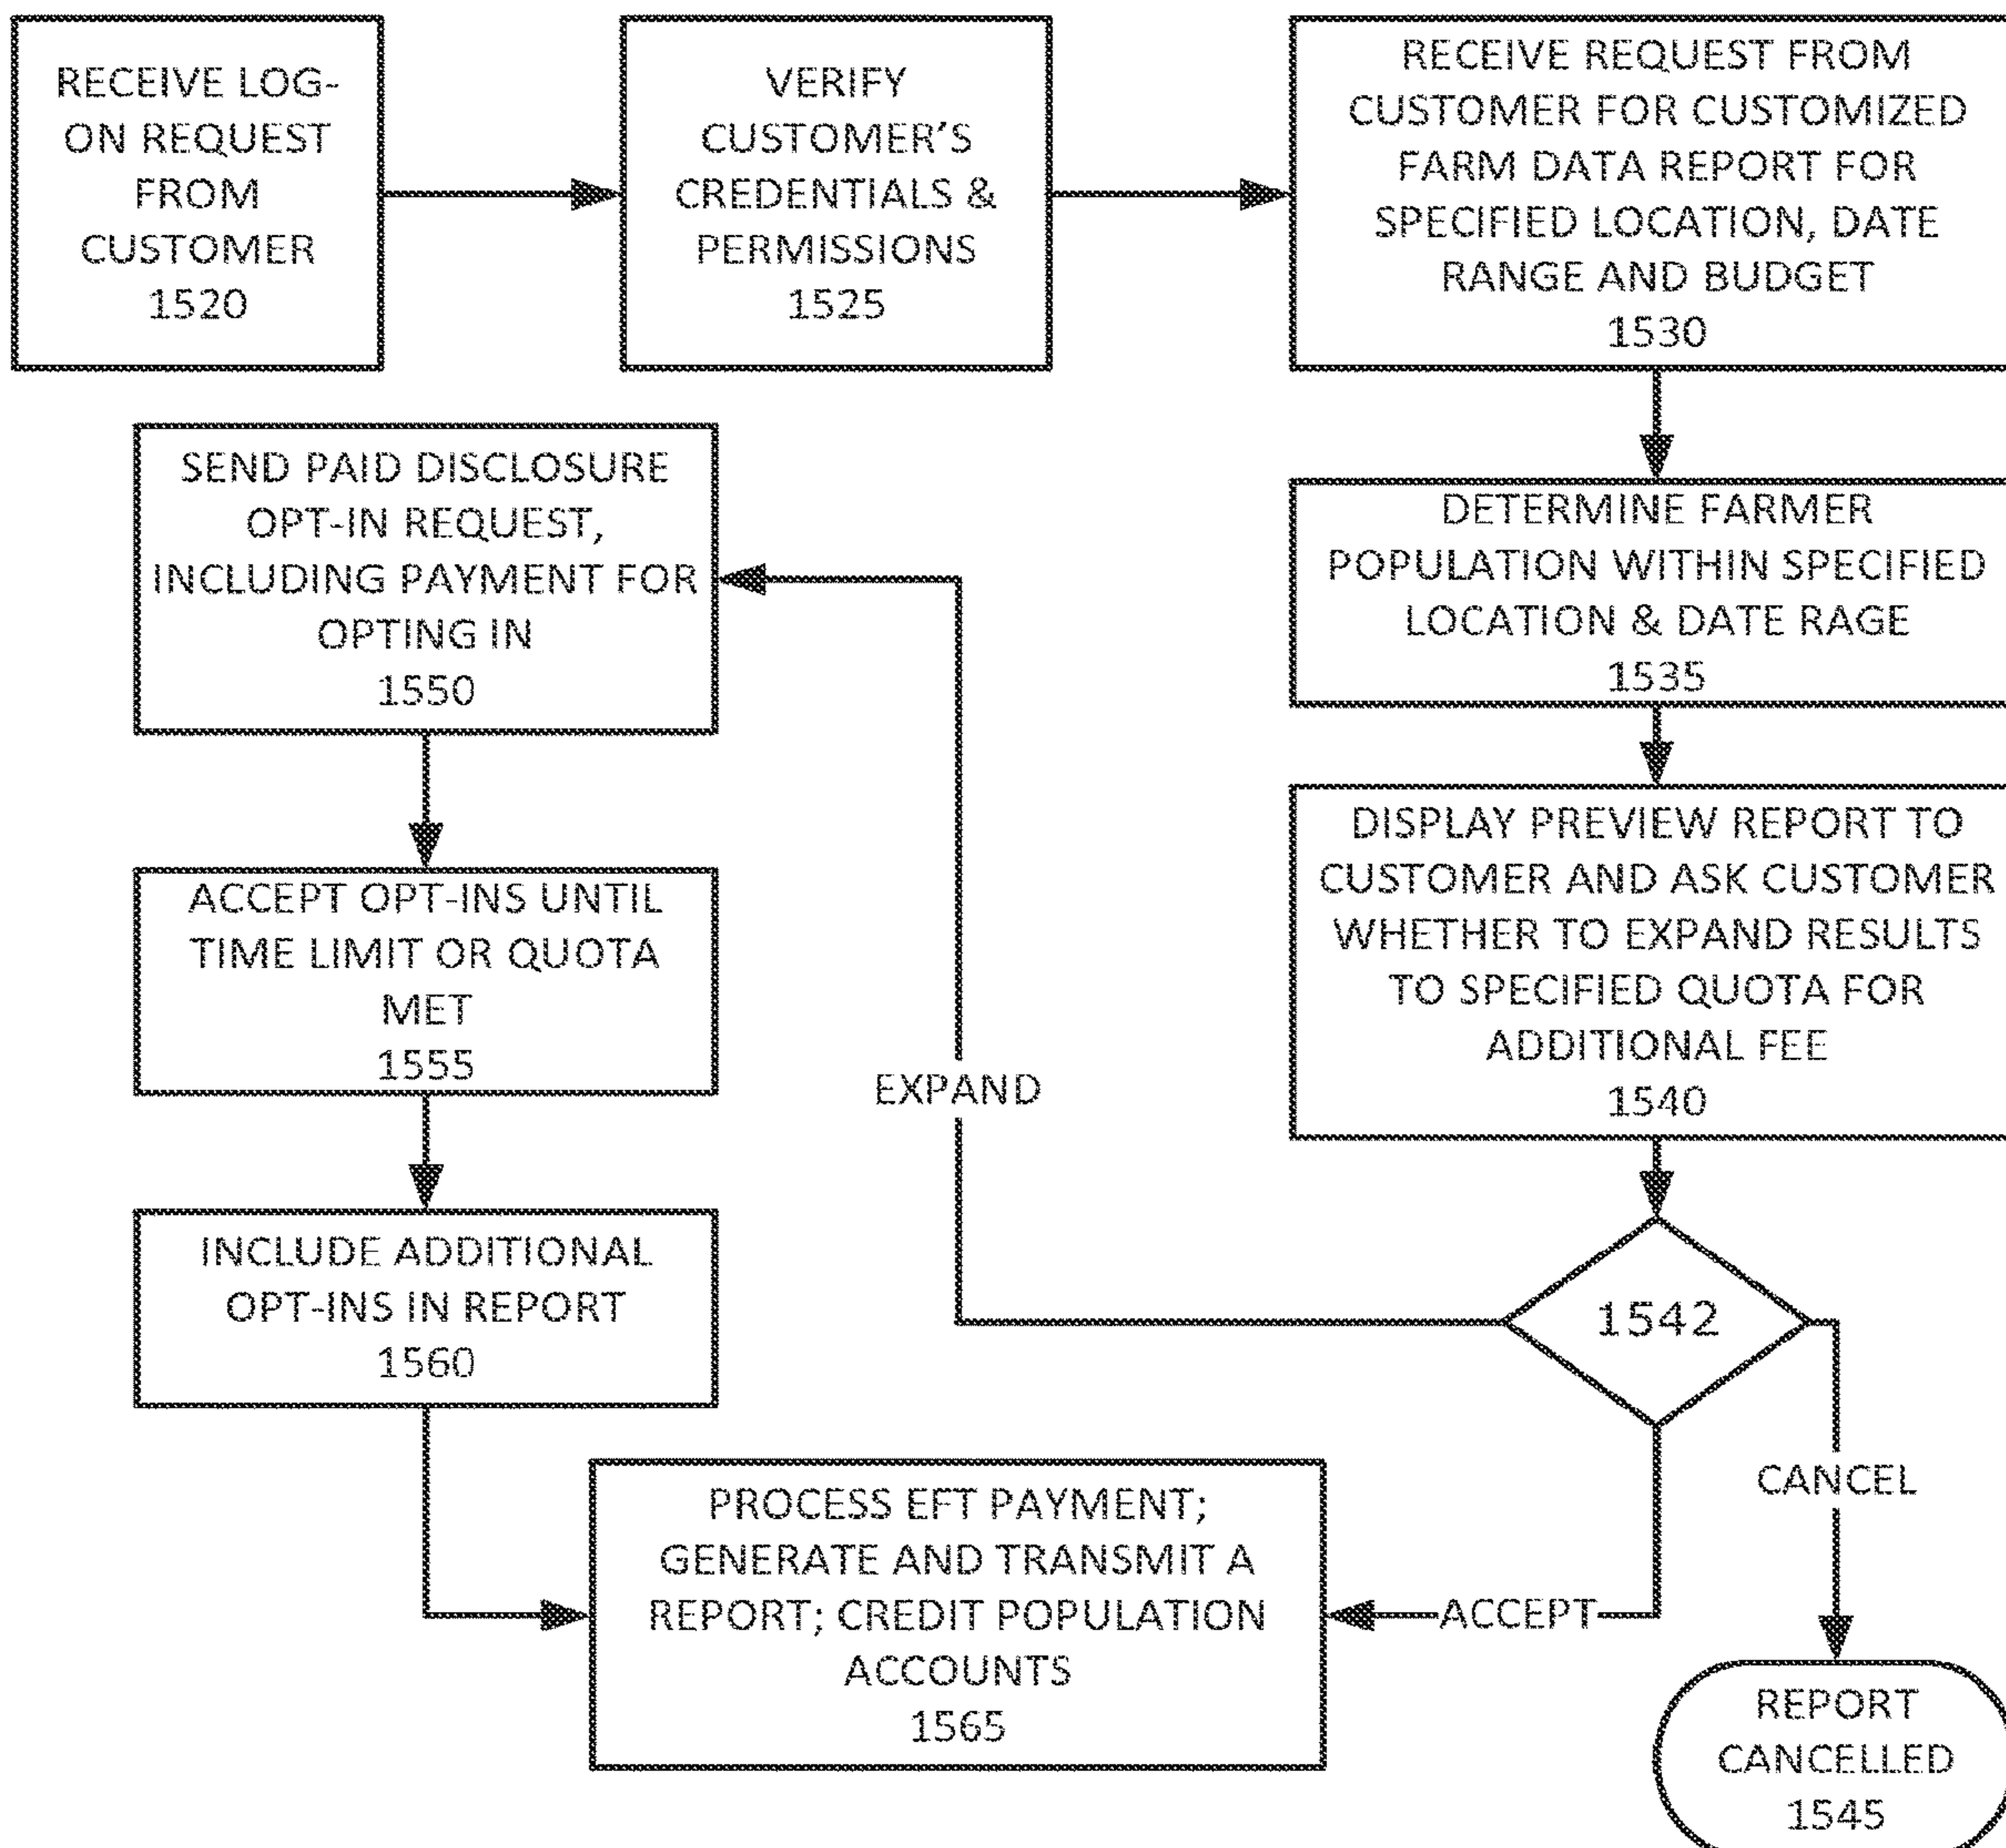 RECEIVE LOG-
ON REQUEST
FROM
CUSTOMER
1520
VERIFY
CUSTOMER'S
CREDENTIALS &
PERMISSIONS
1525
RECEIVE REQUEST FROM
CUSTOMER FOR CUSTOMIZED
FARM DATA REPORT FOR
SPECIFIED LOCATION, DATE
RANGE AND BUDGET
1530
DETERMINE FARMER
POPULATION WITHIN SPECIFIED
LOCATION & DATE RAGE
1535
DISPLAY PREVIEW REPORT TO
CUSTOMER AND ASK CUSTOMER
WHETHER TO EXPAND RESULTS
TO SPECIFIED QUOTA FOR
ADDITIONAL FEE
1540
1542
EXPAND
CANCEL
ACCEPT
REPORT
CANCELLED
1545
SEND PAID DISCLOSURE
OPT-IN REQUEST,
INCLUDING PAYMENT FOR
OPTING IN
1550
ACCEPT OPT-INS UNTIL
TIME LIMIT OR QUOTA
MET
1555
INCLUDE ADDITIONAL
OPT-INS IN REPORT
1560
PROCESS EFT PAYMENT;
GENERATE AND TRANSMIT A
REPORT; CREDIT POPULATION
ACCOUNTS
1565